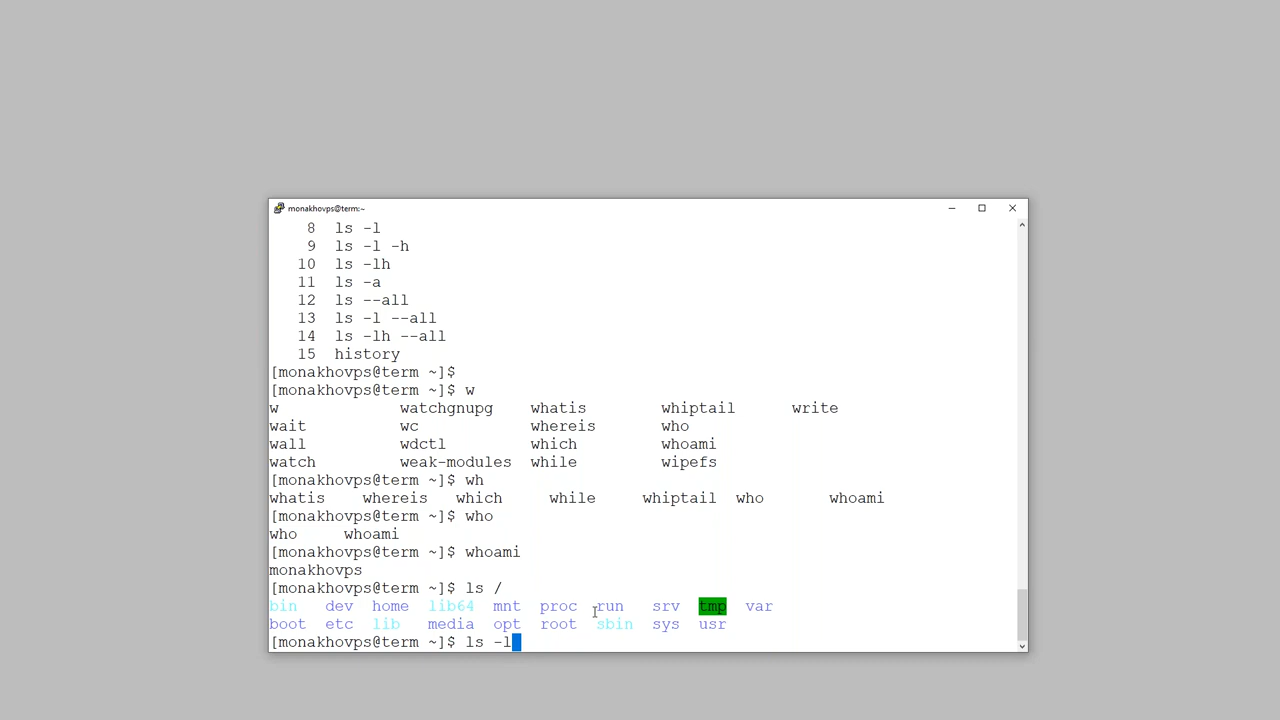 monakhovps@term:~
8 ls -l
9 ls -l -h
10 ls -lh
11 ls -a
12 ls --all
13 ls -l --all
14 ls -lh --all
15 history
[monakhovps@term ~]$
[monakhovps@term ~]$ w
w watchgnupg whatis whiptail write
wait wc whereis who
wall wdctl which whoami
watch weak-modules while wipefs
[monakhovps@term ~]$ wh
whatis whereis which while whiptail who whoami
[monakhovps@term ~]$ who
who whoami
[monakhovps@term ~]$ whoami
monakhovps
[monakhovps@term ~]$ ls /
bin dev home lib64 mnt proc run srv tmp var
boot etc lib media opt root sbin sys usr
[monakhovps@term ~]$ ls -l